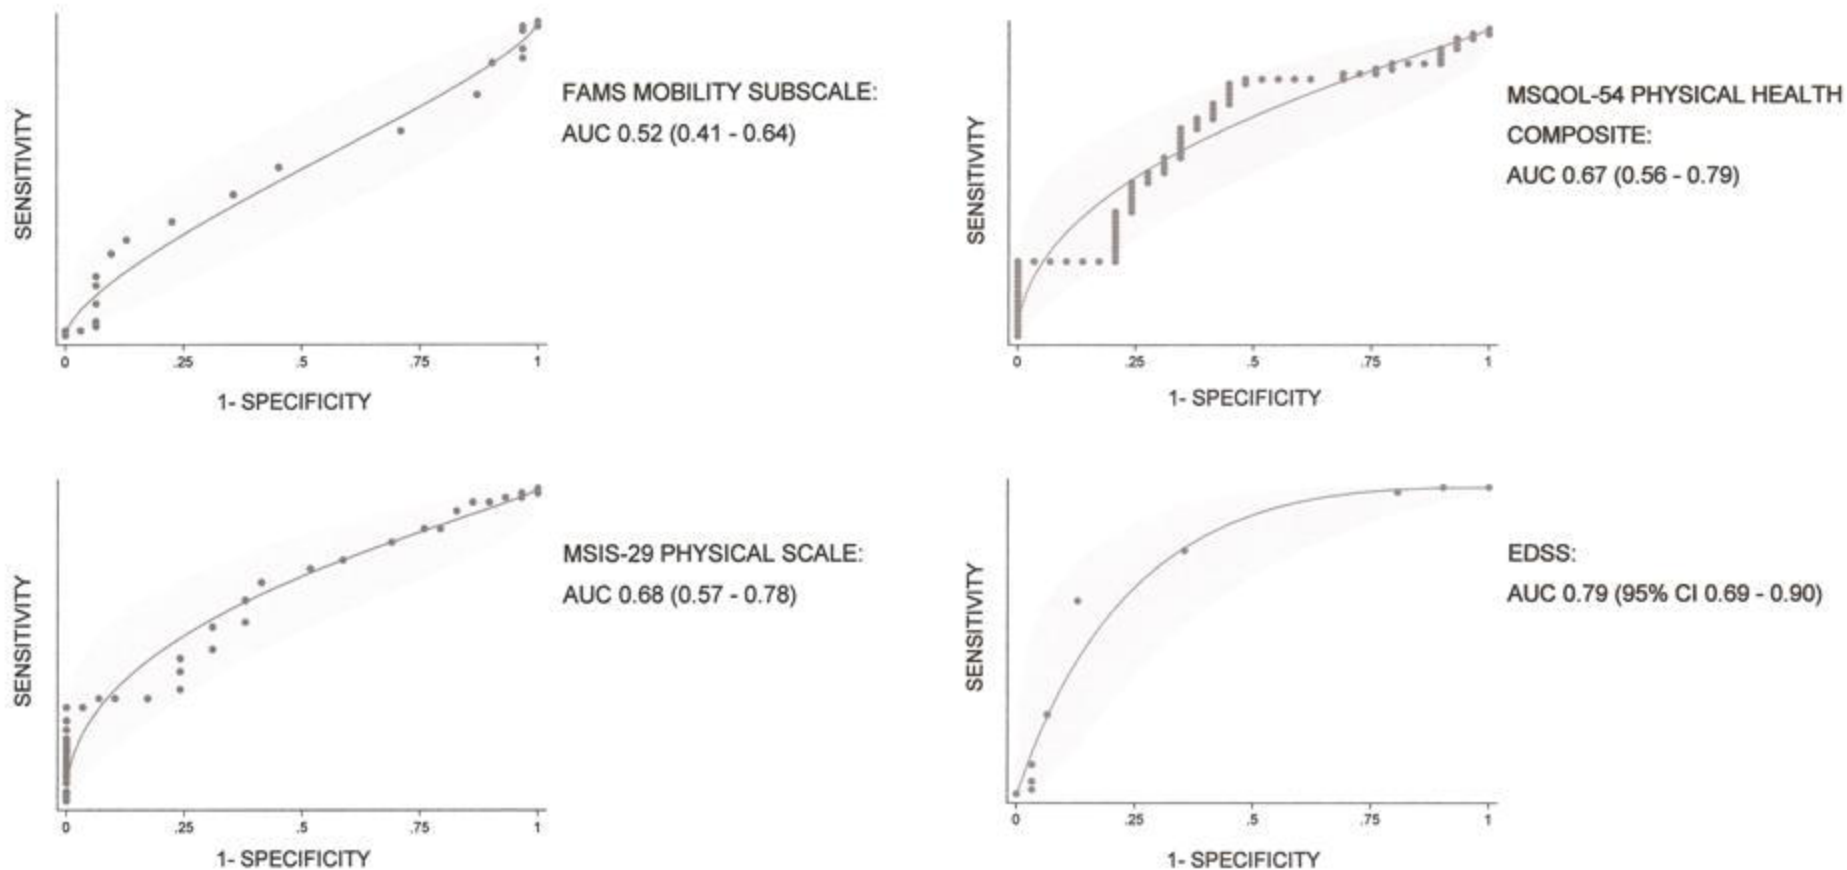 SENSITIVITY
FAMS MOBILITY SUBSCALE:
AUC 0.52 (0.41 - 0.64)
0 .25 .5 .75 1
1- SPECIFICITY
SENSITIVITY
MSQOL-54 PHYSICAL HEALTH
COMPOSITE:
AUC 0.67 (0.56 - 0.79)
0 .25 .5 .75 1
1- SPECIFICITY
SENSITIVITY
MSIS-29 PHYSICAL SCALE:
AUC 0.68 (0.57 - 0.78)
0 .25 .5 .75 1
1- SPECIFICITY
SENSITIVITY
EDSS:
AUC 0.79 (95% CI 0.69 - 0.90)
0 .25 .5 .75 1
1- SPECIFICITY